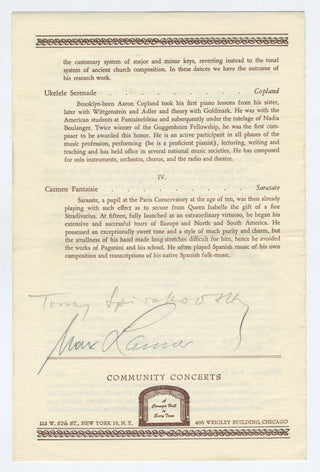 the customary system of major and minor keys, reverting instead to the tonal
system of ancient church composition. In these dances we have the outcome
of his research work.
Ukelele Serenade . . . . . . . . . . Copland
Brooklyn-born Aaron Copland took his first piano lessons from his sister,
later with Wittgenstein and Adler and theory with Goldmark. He was with the
American students at Fontainebleau and subsequently under the tutelage of Nadia
Boulanger. Twice winner of the Guggenheim Fellowship, he was the first com-
poser to be awarded this honor. He is an active participant in all phases of the
music profession, performing (he is a proficient pianist), lecturing, writing and
teaching and has held office in several national music societies. He has composed
for solo instruments, orchestra, chorus, and the radio and theatre.
IV.
Carmen Fantaisie . . . . . . . . . . Sarasate
Sarasate, a pupil at the Paris Conservatory at the age of ten, was then already
playing with such effect as to secure from Queen Isabelle the gift of a fine
Stradivarius. At fifteen, fully launched as an extraordinary virtuoso, he began his
extensive and successful tours of Europe and North and South America. He
possessed an exceptionally sweet tone and a style of much purity and charm, but
the smallness of his hand made long stretches difficult for him, hence he avoided
the works of Paganini and his school. He often played Spanish music of his own
composition and transcriptions of his native Spanish folk-music.
Tossy Spivakovsky
Max Lanner
COMMUNITY CONCERTS
A
Carnegie Hall
in
Every Town
113 W. 57th ST., NEW YORK 19, N. Y. 406 WRIGLEY BUILDING, CHICAGO